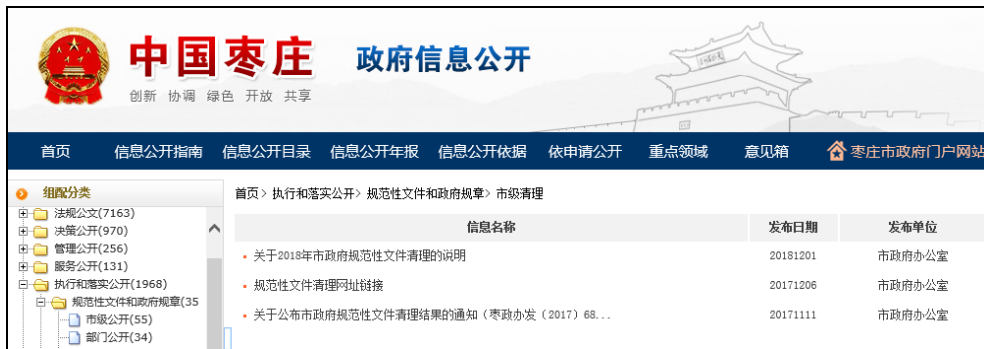 中国枣庄 政府信息公开
创新 协调 绿色 开放 共享
首页 信息公开指南 信息公开目录 信息公开年报 信息公开依据 依申请公开 重点领域 意见箱 枣庄市政府门户网站
组配分类
首页> 执行和落实公开> 规范性文件和政府规章> 市级清理
法规公文(7163)
决策公开(970)
管理公开(256)
服务公开(131)
执行和落实公开(1968)
规范性文件和政府规章(35
市级公开(55)
部门公开(34)
信息名称 发布日期 发布单位
关于2018年市政府规范性文件清理的说明 20181201 市政府办公室
规范性文件清理网址链接 20171206 市政府办公室
关于公布市政府规范性文件清理结果的通知（枣政办发（2017）68... 20171111 市政府办公室